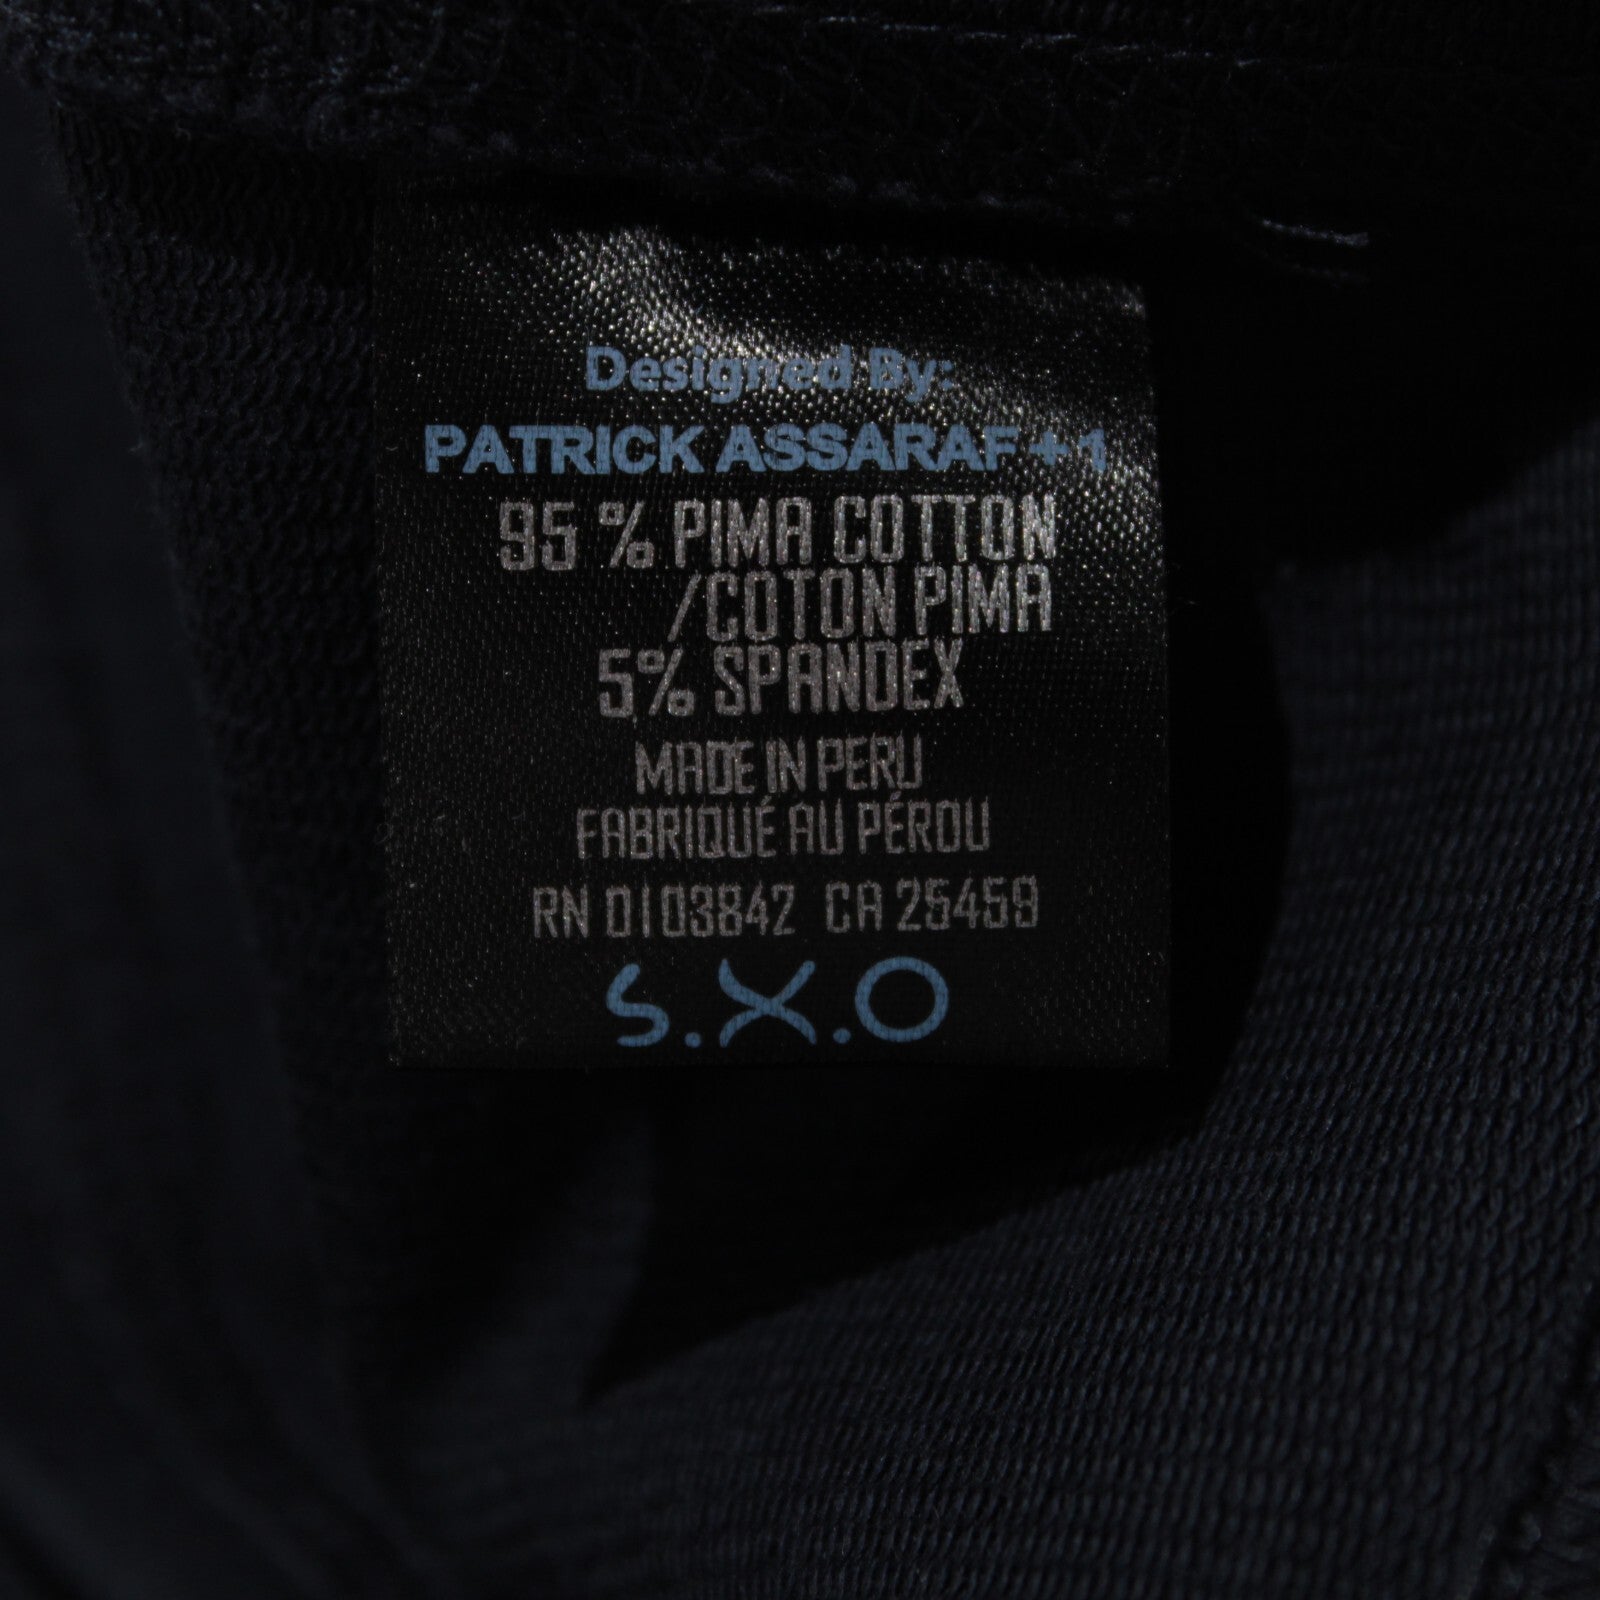 Designed By:
PATRICK ASSARAF + 1
95 % PIMA COTTON
/COTON PIMA
5% SPANDEX
MADE IN PERU
FABRIQUÉ AU PÉROU
RN 0103842 CA 25459
S.X.O